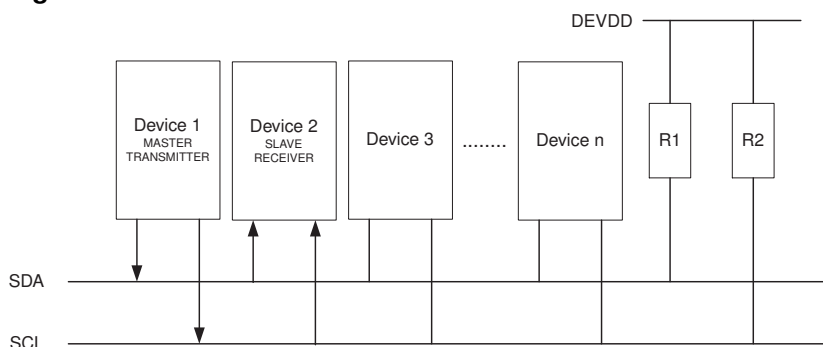 DEVDD
Device 1
MASTER
TRANSMITTER
Device 2
SLAVE
RECEIVER
Device 3
........
Device n
R1
R2
SDA
SCL